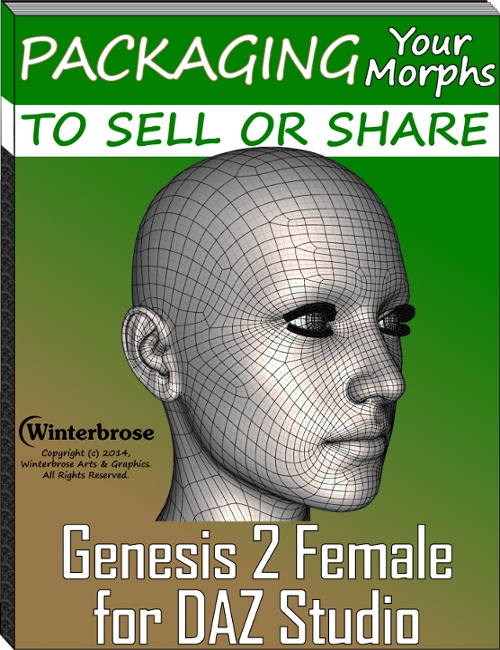 PACKAGING Your Morphs
TO SELL OR SHARE
Winterbrose
Copyright (c) 2014,
Winterbrose Arts & Graphics.
All Rights Reserved.
Genesis 2 Female
for DAZ Studio